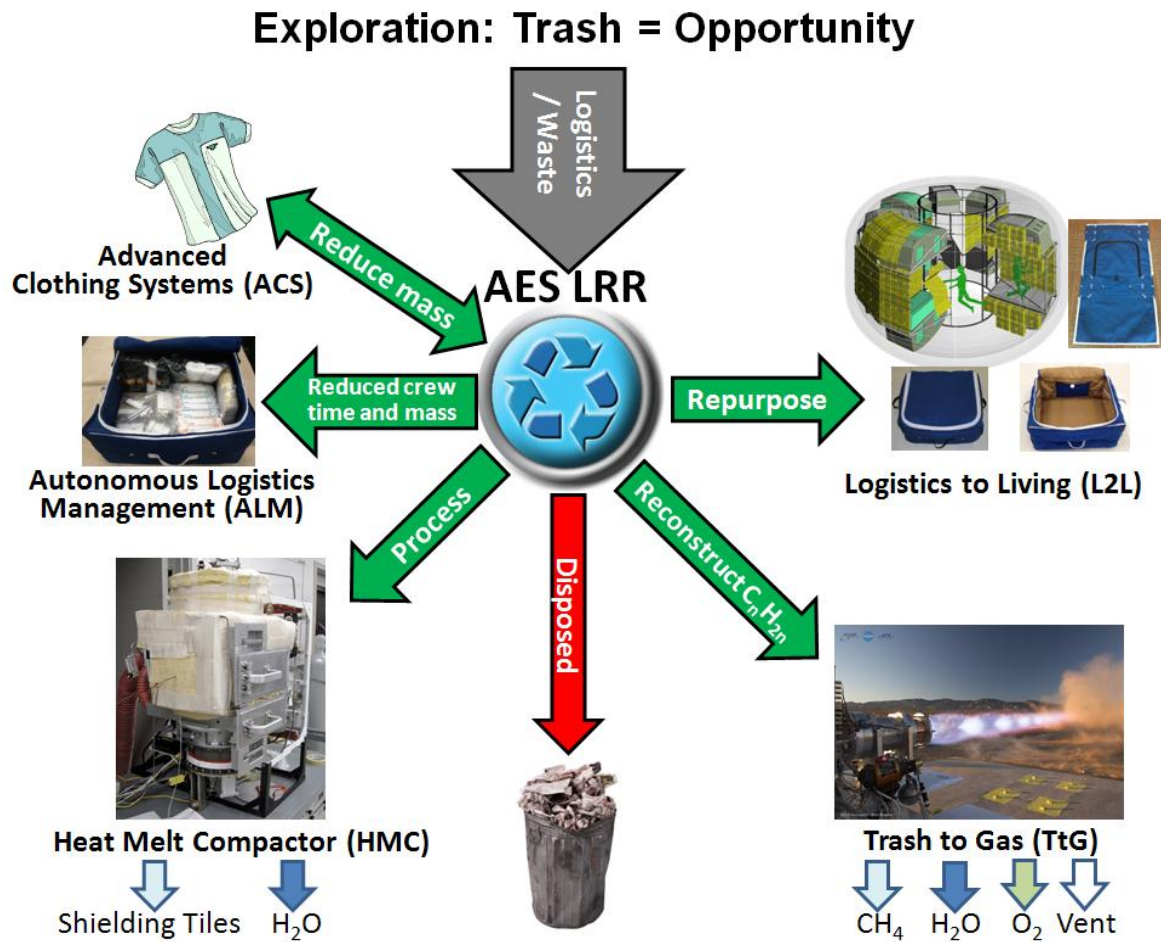 Exploration: Trash = Opportunity
Logistics
/ Waste
Advanced
Clothing Systems (ACS)
Reduce mass
AES LRR
Reduced crew
time and mass
Repurpose
Autonomous Logistics
Management (ALM)
Logistics to Living (L2L)
Process
Disposed
Reconstruct CₙH₂ₙ
Heat Melt Compactor (HMC)
Trash to Gas (TtG)
Shielding Tiles
H₂O
CH₄
H₂O
O₂
Vent